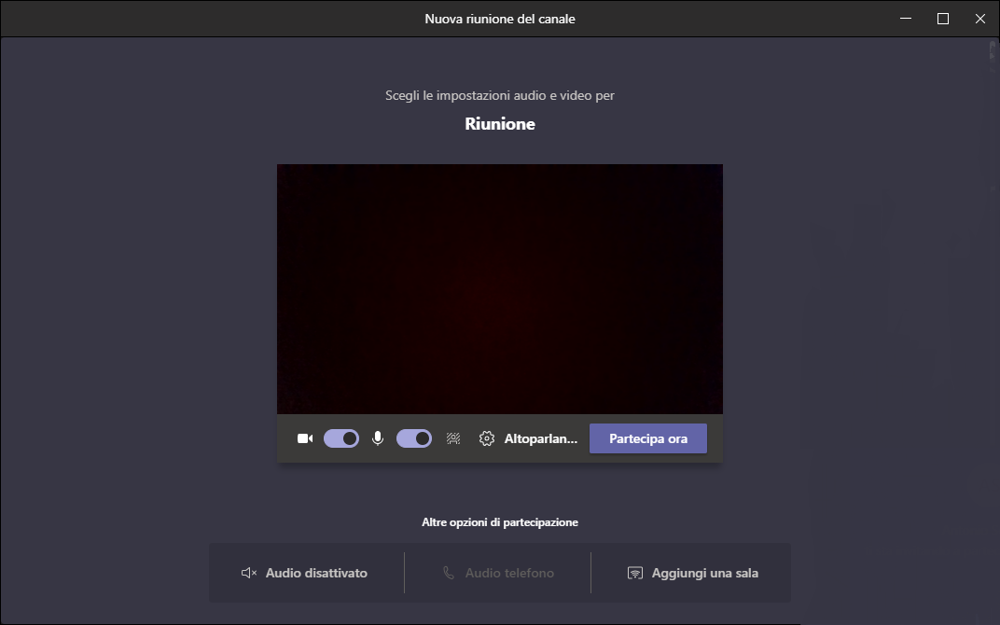 Nuova riunione del canale
Scegli le impostazioni audio e video per
Riunione
Altoparlan... Partecipa ora
Altre opzioni di partecipazione
Audio disattivato Audio telefono Aggiungi una sala